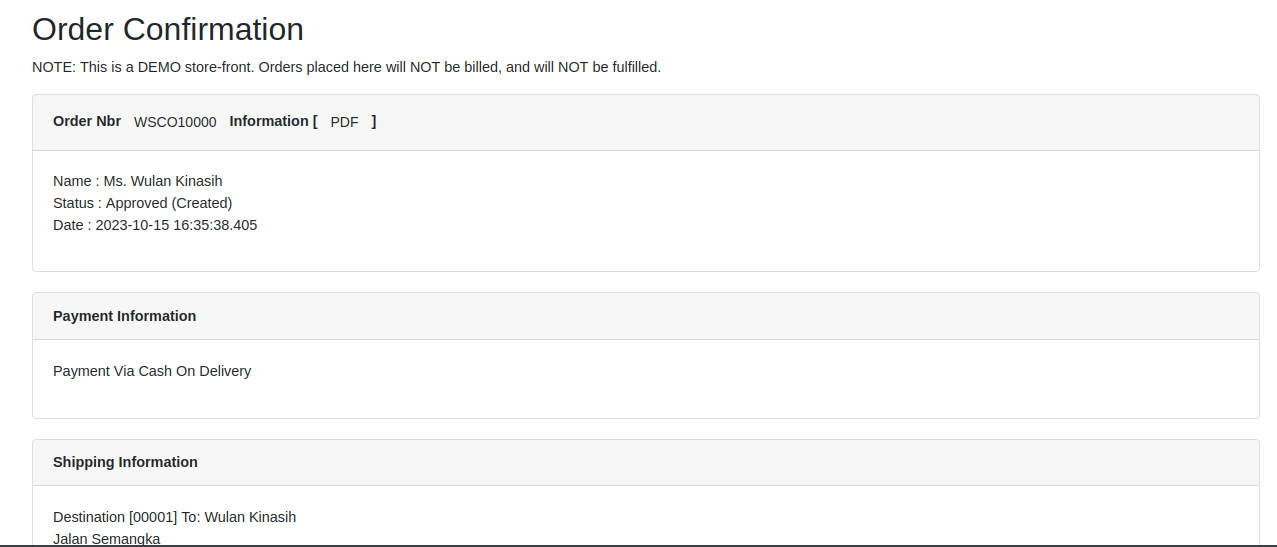 Order Confirmation
NOTE: This is a DEMO store-front. Orders placed here will NOT be billed, and will NOT be fulfilled.
Order Nbr WSCO10000 Information [ PDF ]
Name : Ms. Wulan Kinasih
Status : Approved (Created)
Date : 2023-10-15 16:35:38.405
Payment Information
Payment Via Cash On Delivery
Shipping Information
Destination [00001] To: Wulan Kinasih
Jalan Semangka